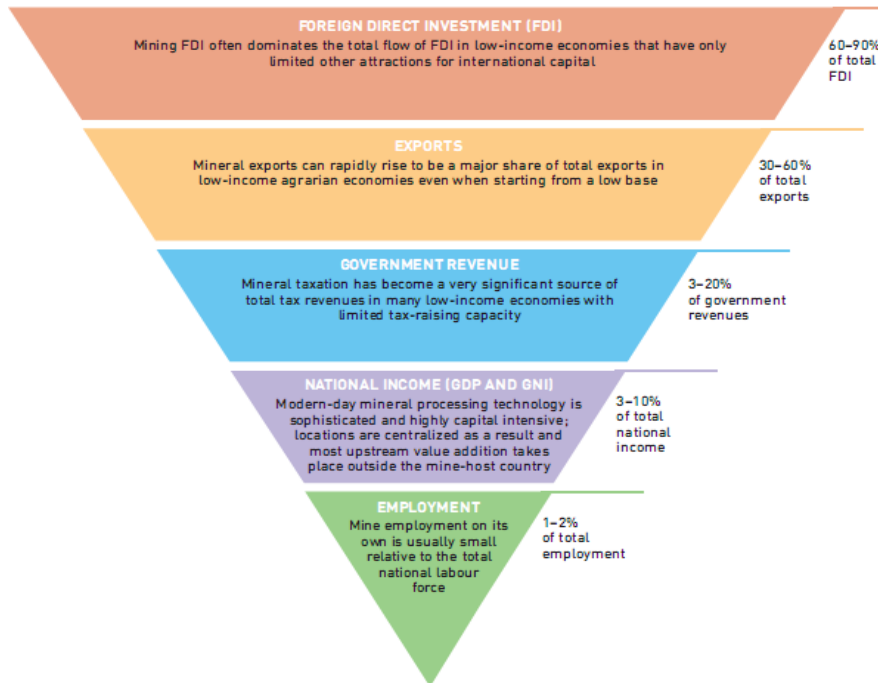 FOREIGN DIRECT INVESTMENT (FDI)
Mining FDI often dominates the total flow of FDI in low-income economies that have only
limited other attractions for international capital
60–90%
of total
FDI
EXPORTS
Mineral exports can rapidly rise to be a major share of total exports in
low-income agrarian economies even when starting from a low base
30–60%
of total
exports
GOVERNMENT REVENUE
Mineral taxation has become a very significant source of
total tax revenues in many low-income economies with
limited tax-raising capacity
3–20%
of government
revenues
NATIONAL INCOME (GDP AND GNI)
Modern-day mineral processing technology is
sophisticated and highly capital intensive;
locations are centralized as a result and
most upstream value addition takes
place outside the mine-host country
3–10%
of total
national
income
EMPLOYMENT
Mine employment on its
own is usually small
relative to the total
national labour
force
1–2%
of total
employment